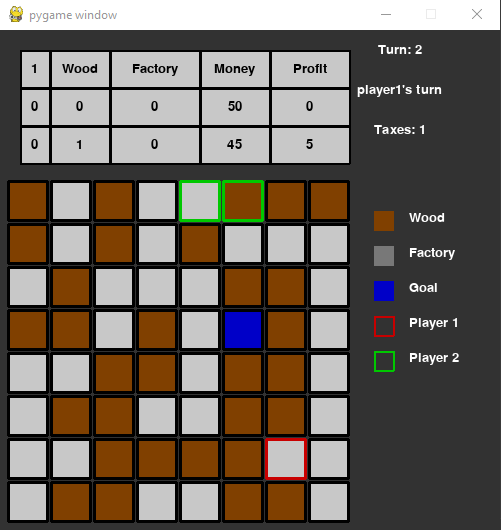 pygame window
Turn: 2
1 Wood Factory Money Profit
player1's turn
0 0 0 50 0
Taxes: 1
0 1 0 45 5
Wood
Factory
Goal
Player 1
Player 2